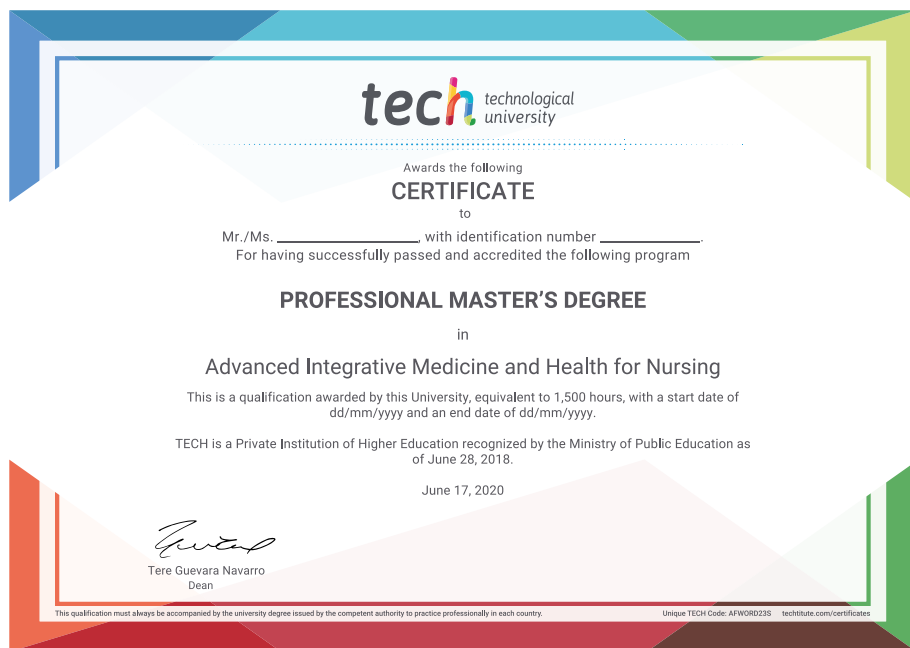 tech technological
university
Awards the following
CERTIFICATE
to
Mr./Ms. ____________, with identification number ____________.
For having successfully passed and accredited the following program
PROFESSIONAL MASTER'S DEGREE
in
Advanced Integrative Medicine and Health for Nursing
This is a qualification awarded by this University, equivalent to 1,500 hours, with a start date of
dd/mm/yyyy and an end date of dd/mm/yyyy.
TECH is a Private Institution of Higher Education recognized by the Ministry of Public Education as
of June 28, 2018.
June 17, 2020
Tere Guevara Navarro
Dean
This qualification must always be accompanied by the university degree issued by the competent authority to practice professionally in each country. Unique TECH Code: AFWORD23S techtitute.com/certificates